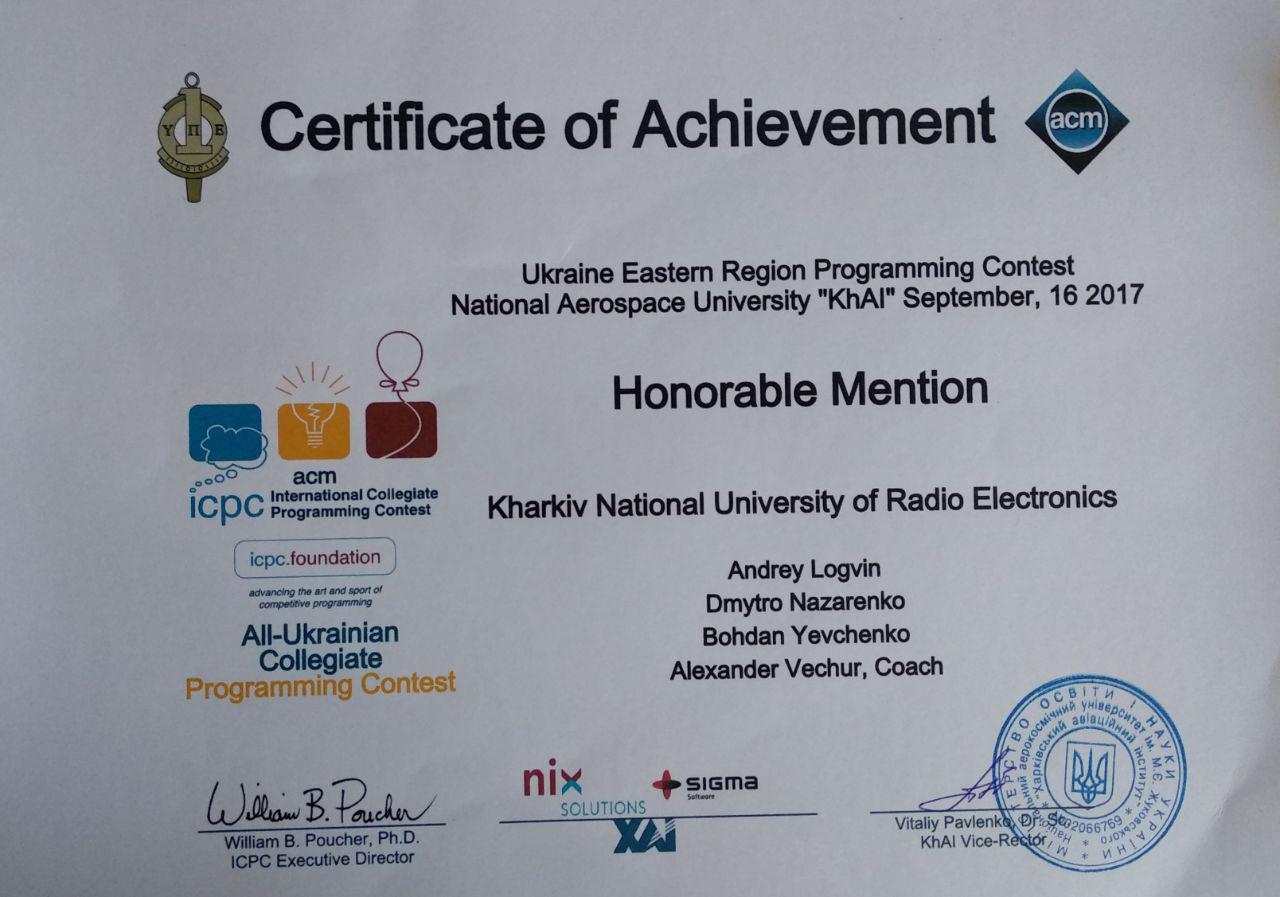 Certificate of Achievement
Υ Π Ε
acm
Ukraine Eastern Region Programming Contest
National Aerospace University "KhAI" September, 16 2017
Honorable Mention
acm
icpc International Collegiate
Programming Contest
Kharkiv National University of Radio Electronics
icpc.foundation
advancing the art and sport of
competitive programming
All-Ukrainian
Collegiate
Programming Contest
Andrey Logvin
Dmytro Nazarenko
Bohdan Yevchenko
Alexander Vechur, Coach
William B. Poucher
William B. Poucher, Ph.D.
ICPC Executive Director
nix
SOLUTIONS
SIGMA
Software
ХАІ
Vitaliy Pavlenko, Dr. Sc.
KhAI Vice-Rector
МІНІСТЕРСТВО ОСВІТИ І НАУКИ УКРАЇНИ
Національний аерокосмічний університет ім. М.Є. Жуковського
"Харківський авіаційний інститут"
02066769